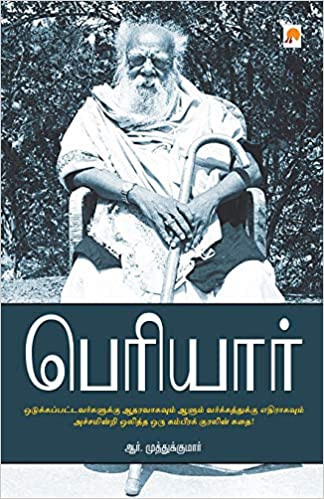 பெரியார்
ஒடுக்கப்பட்டவர்களுக்கு ஆதரவாகவும் ஆளும் வர்க்கத்துக்கு எதிராகவும்
அச்சமின்றி ஒலித்த ஒரு கம்பீரக் குரலின் கதை!
ஆர். முத்துக்குமார்